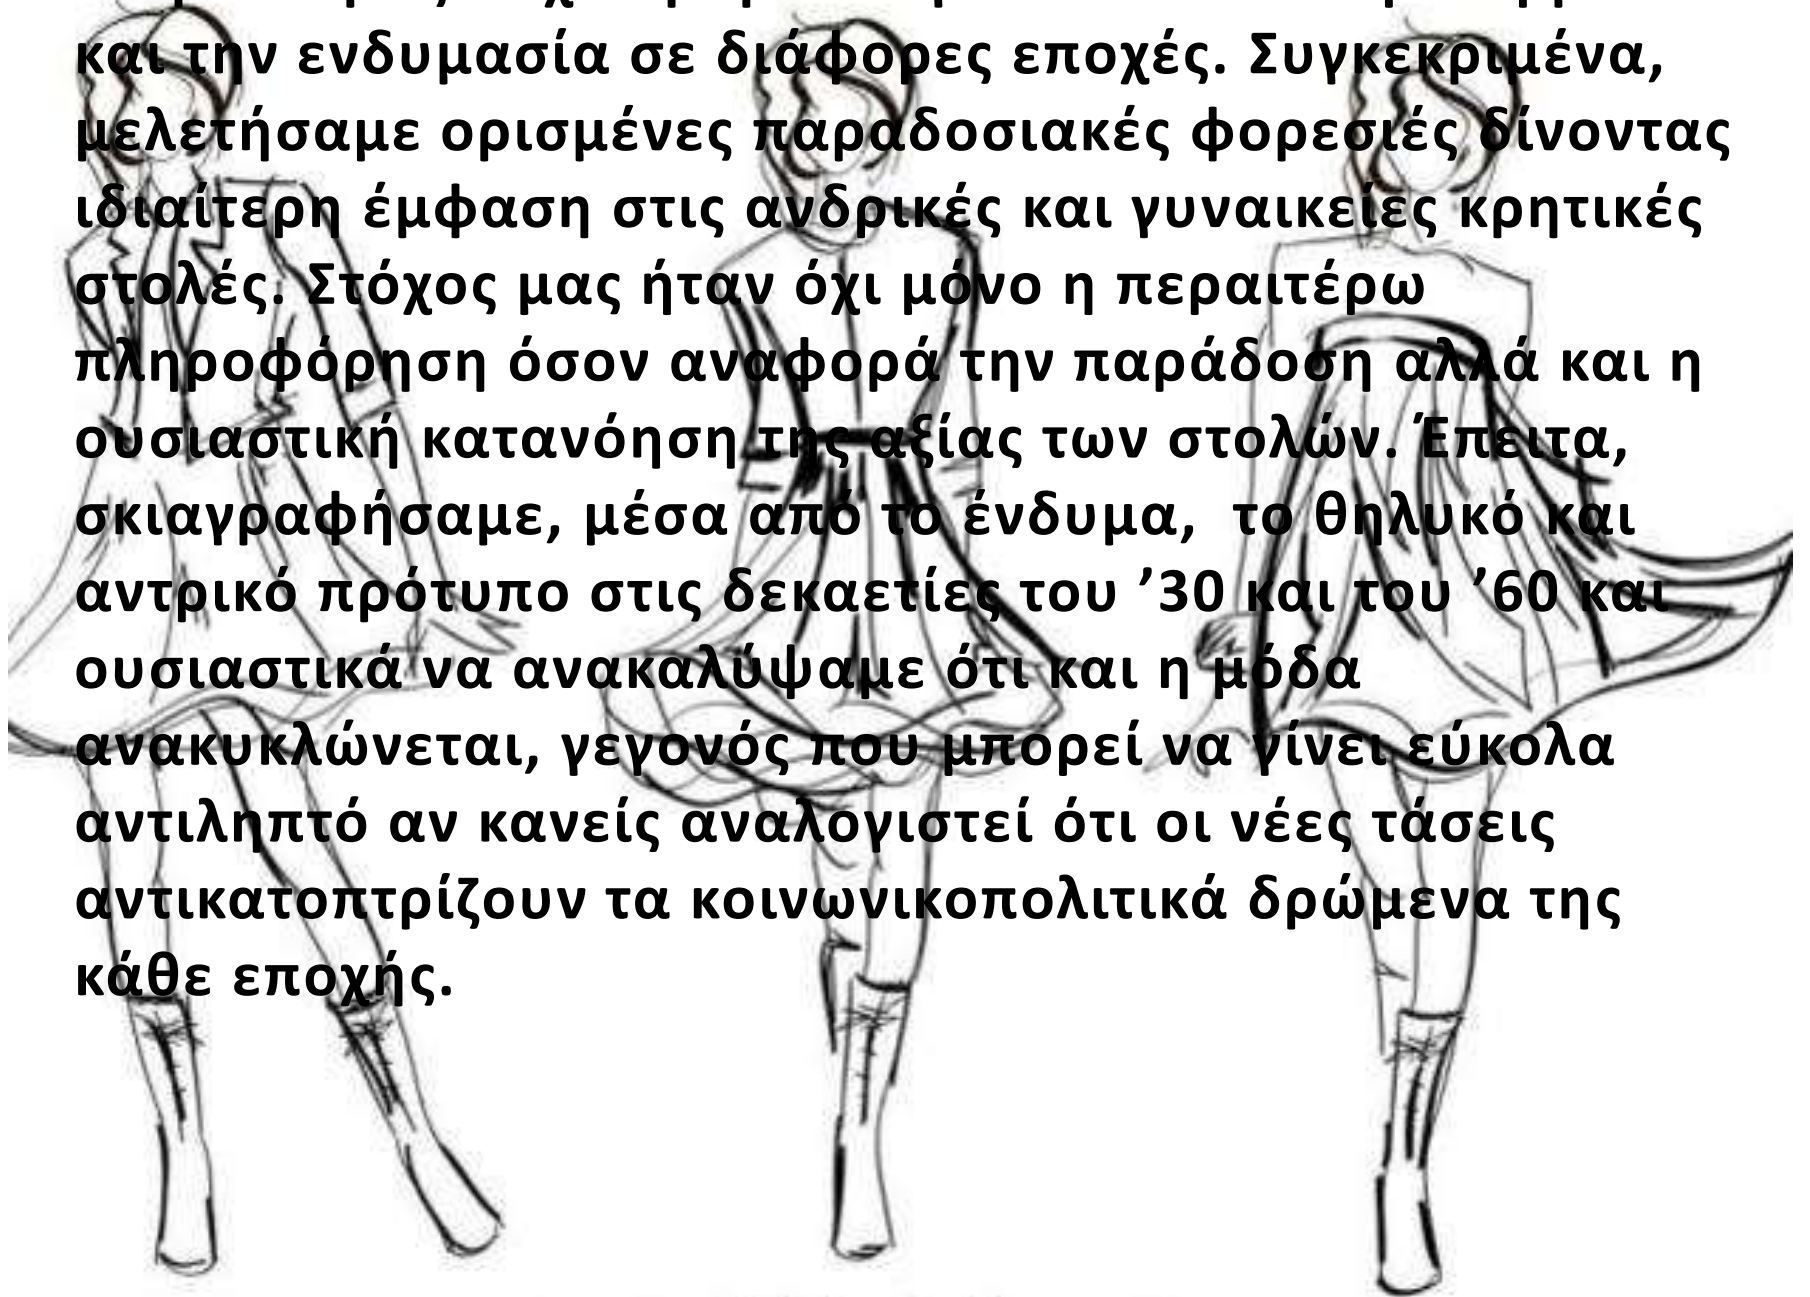 και την ενδυμασία σε διάφορες εποχές. Συγκεκριμένα,
μελετήσαμε ορισμένες παραδοσιακές φορεσιές δίνοντας
ιδιαίτερη έμφαση στις ανδρικές και γυναικείες κρητικές
στολές. Στόχος μας ήταν όχι μόνο η περαιτέρω
πληροφόρηση όσον αναφορά την παράδοση αλλά και η
ουσιαστική κατανόηση της αξίας των στολών. Έπειτα,
σκιαγραφήσαμε, μέσα από το ένδυμα,  το θηλυκό και
αντρικό πρότυπο στις δεκαετίες του ’30 και του ’60 και
ουσιαστικά να ανακαλύψαμε ότι και η μόδα
ανακυκλώνεται, γεγονός που μπορεί να γίνει εύκολα
αντιληπτό αν κανείς αναλογιστεί ότι οι νέες τάσεις
αντικατοπτρίζουν τα κοινωνικοπολιτικά δρώμενα της
κάθε εποχής.